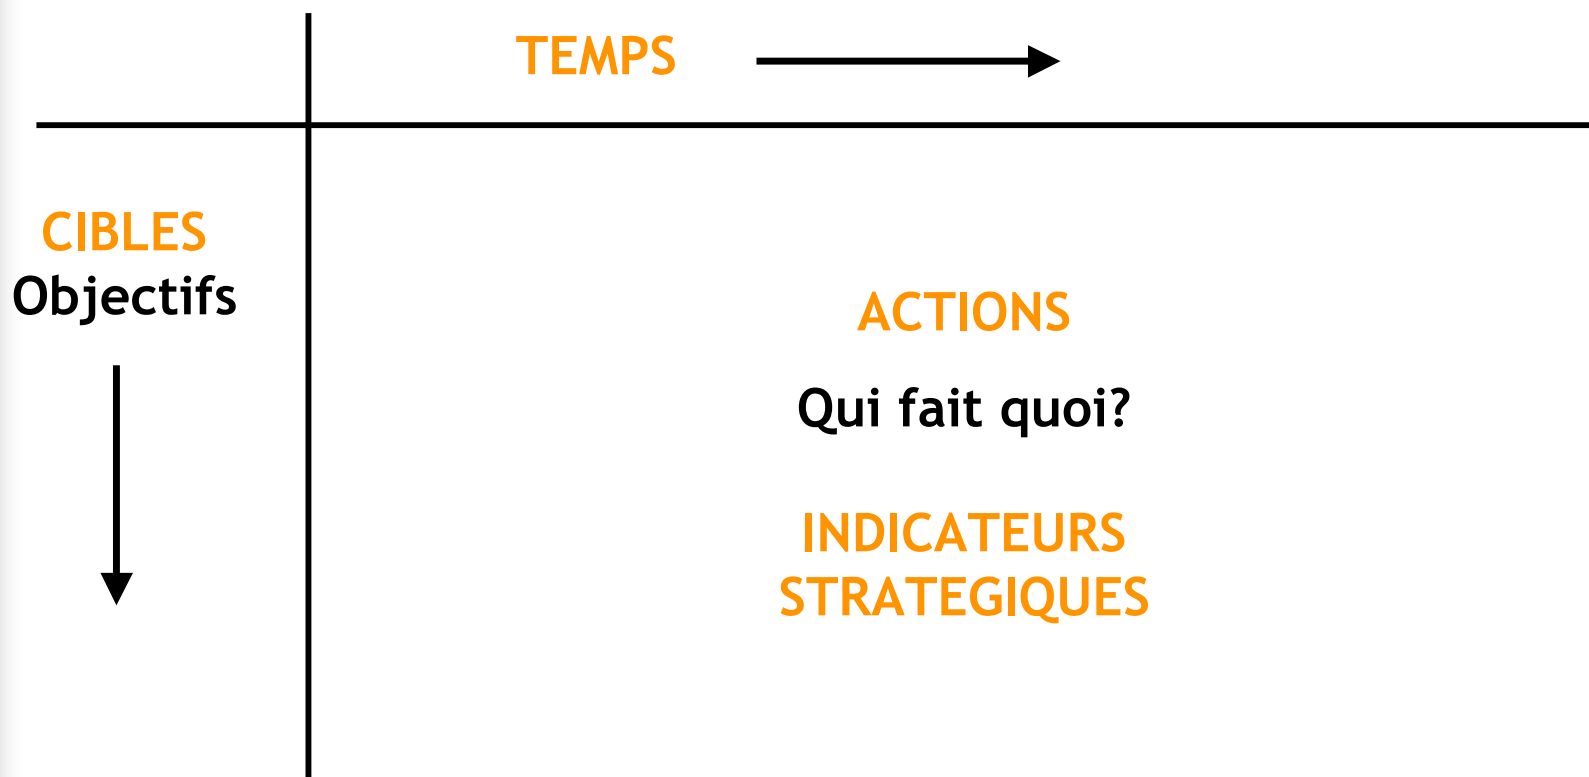 TEMPS
CIBLES
Objectifs
ACTIONS
Qui fait quoi?
INDICATEURS
STRATEGIQUES